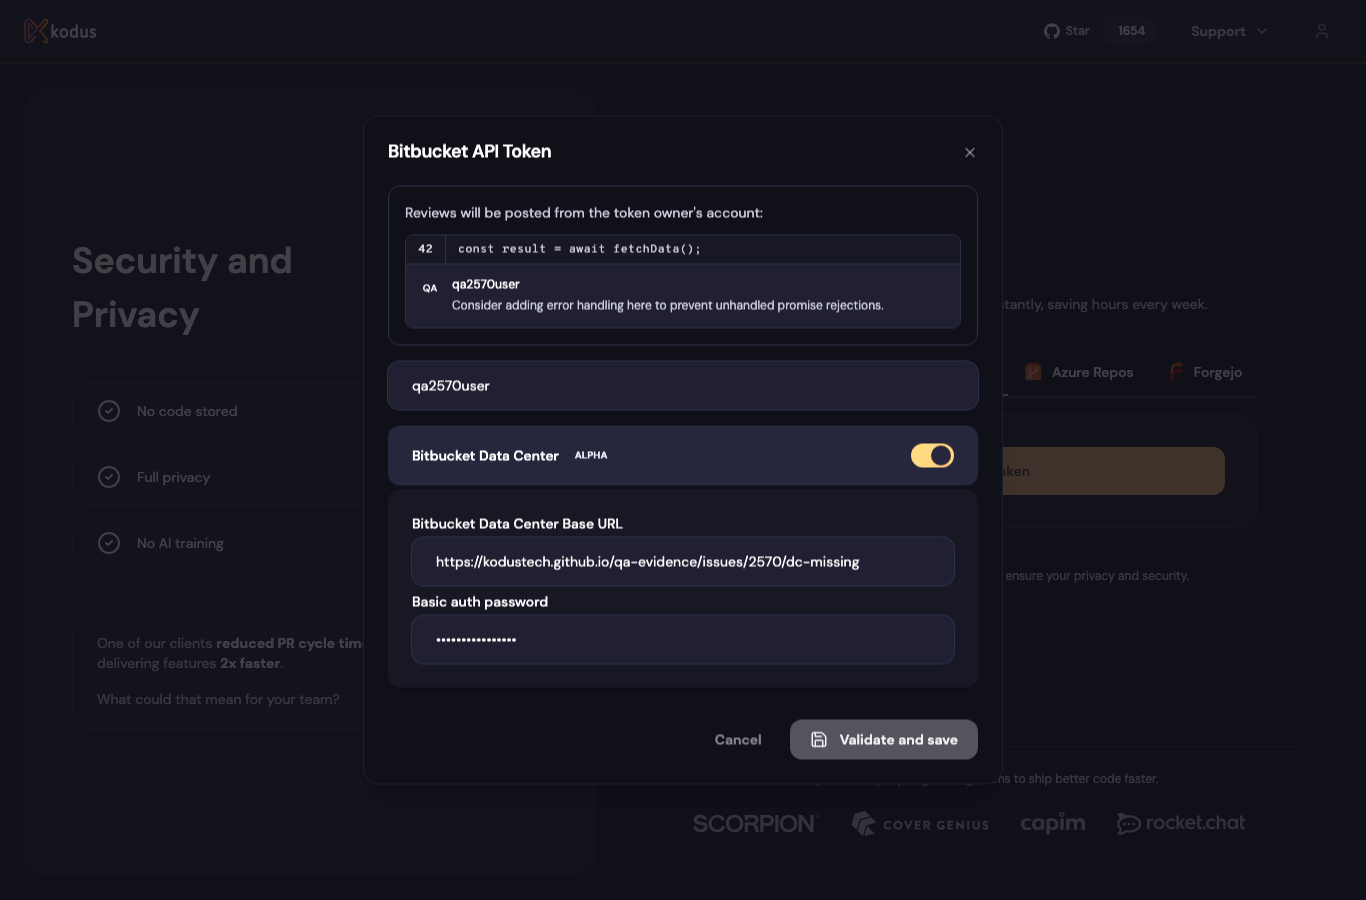 kodus
Star 1654 Support
Bitbucket API Token
Reviews will be posted from the token owner's account:
42 const result = await fetchData();
QA qa2570user
Consider adding error handling here to prevent unhandled promise rejections.
qa2570user
Bitbucket Data Center ALPHA
Bitbucket Data Center Base URL
https://kodustech.github.io/qa-evidence/issues/2570/dc-missing
Basic auth password
••••••••••••••••
Cancel Validate and save
Security and
Privacy
No code stored
Full privacy
No AI training
One of our clients reduced PR cycle time
delivering features 2x faster.
What could that mean for your team?
stantly, saving hours every week.
Azure Repos Forgejo
oken
ensure your privacy and security.
to ship better code faster.
SCORPION COVER GENIUS capim rocket.chat